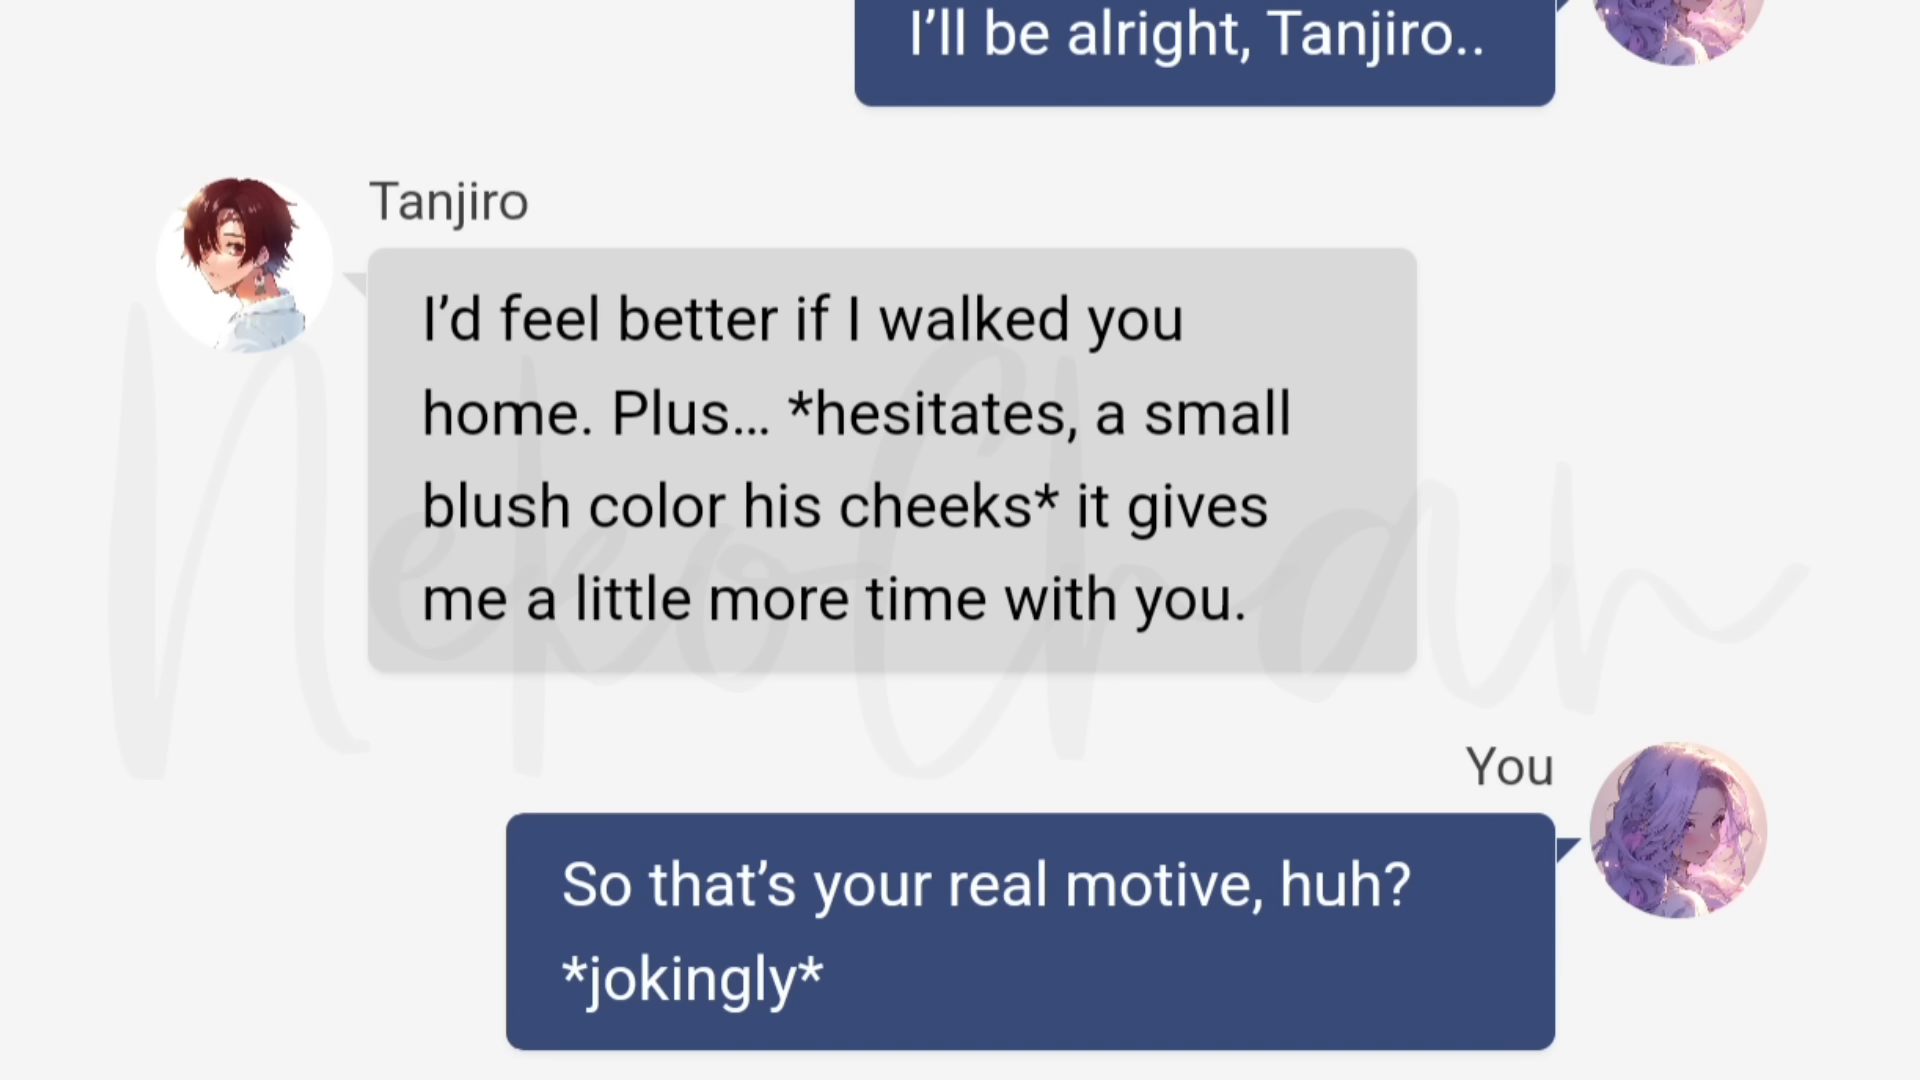 I’ll be alright, Tanjiro..
Tanjiro
I’d feel better if I walked you
home. Plus… *hesitates, a small
blush color his cheeks* it gives
me a little more time with you.
NekoChan
You
So that’s your real motive, huh?
*jokingly*